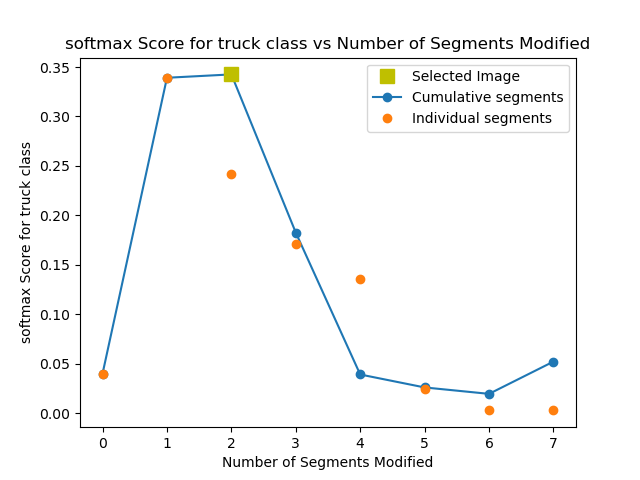 softmax Score for truck class vs Number of Segments Modified
Selected Image
Cumulative segments
Individual segments
softmax Score for truck class
0.35
0.30
0.25
0.20
0.15
0.10
0.05
0.00
0 1 2 3 4 5 6 7
Number of Segments Modified